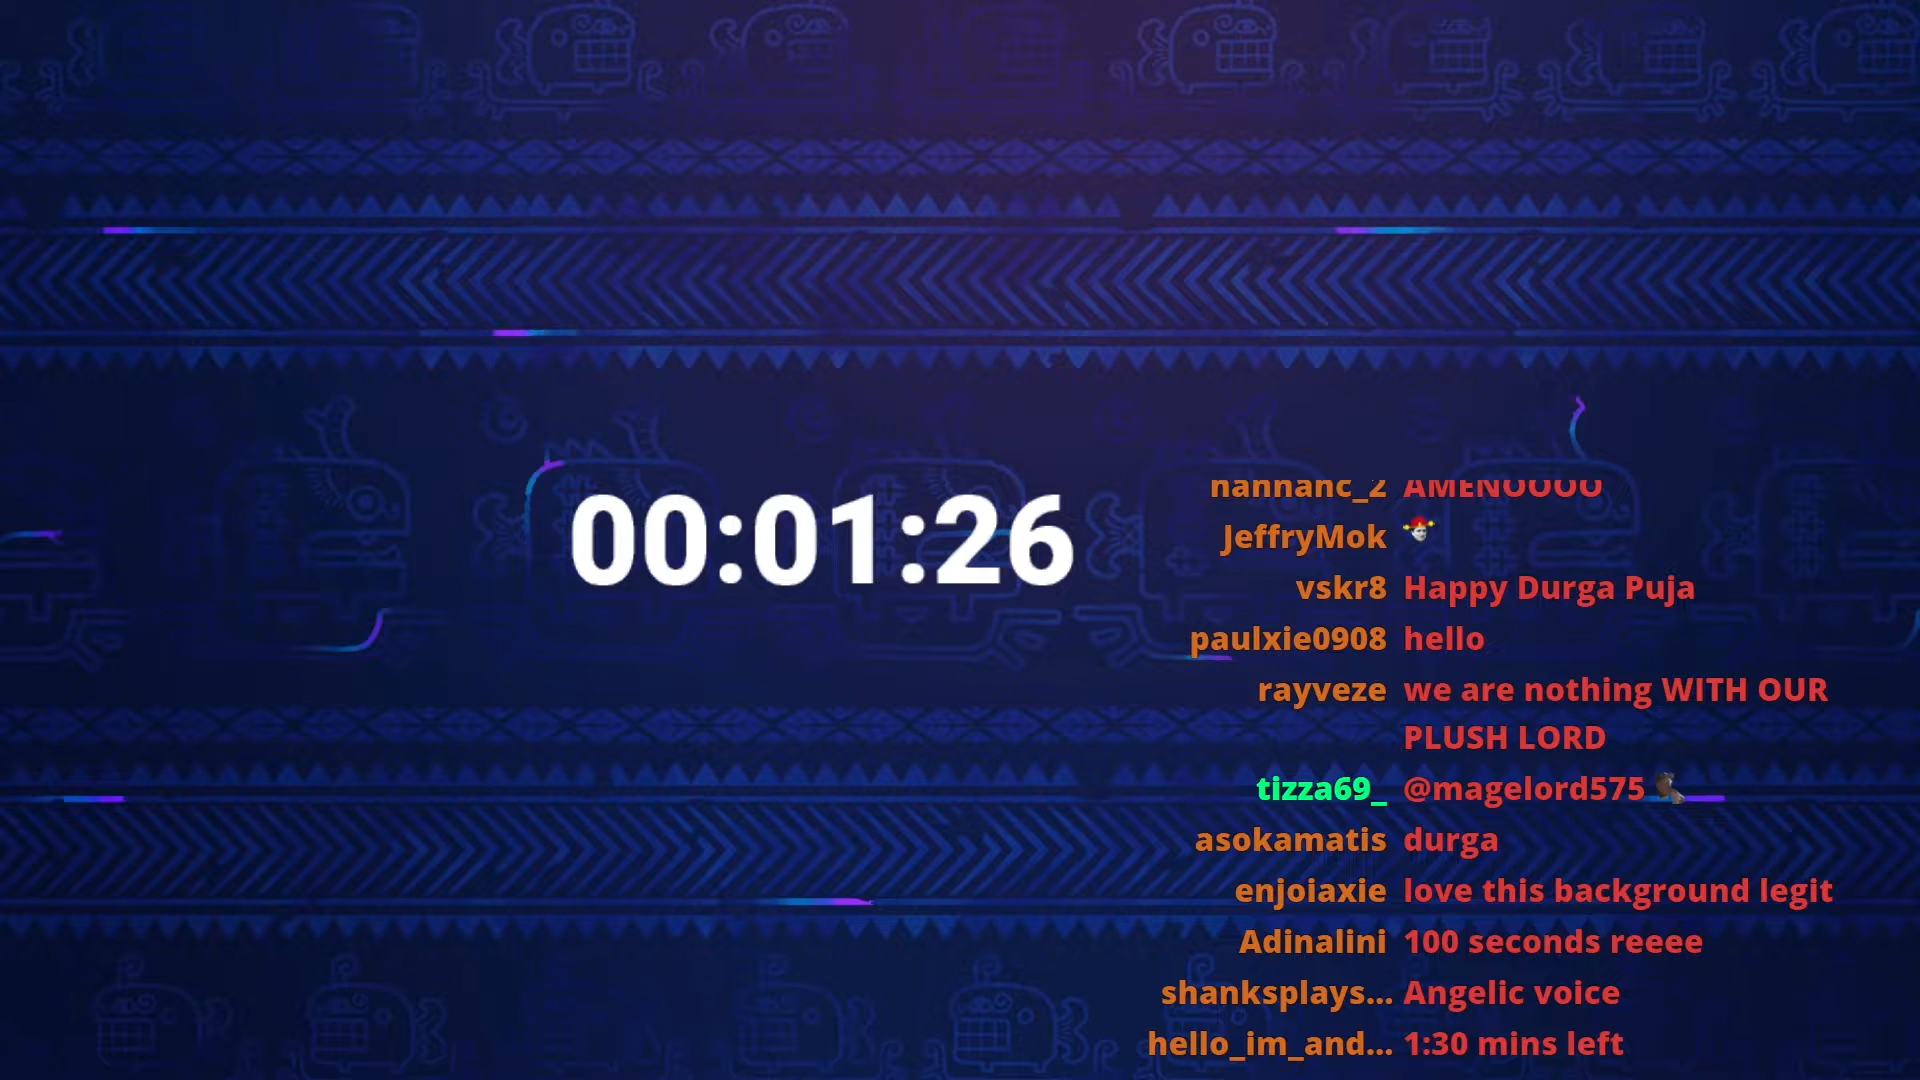 00:01:26
nannanc_2 AMENOOOO
JeffryMok
vskr8 Happy Durga Puja
paulxie0908 hello
rayveze we are nothing WITH OUR
PLUSH LORD
tizza69_ @magelord575
asokamatis durga
enjoiaxie love this background legit
Adinalini 100 seconds reeee
shanksplays... Angelic voice
hello_im_and... 1:30 mins left